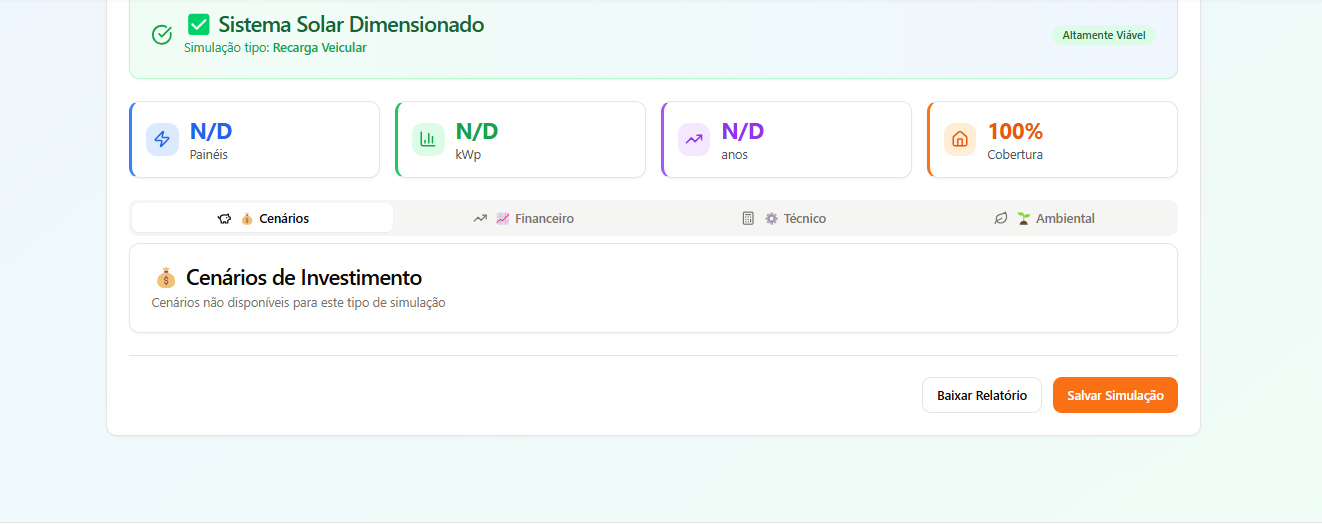 ✅ Sistema Solar Dimensionado
Simulação tipo: Recarga Veicular
Altamente Viável
N/D
Painéis
N/D
kWp
N/D
anos
100%
Cobertura
💰 Cenários
📈 Financeiro
⚙️ Técnico
🌱 Ambiental
💰 Cenários de Investimento
Cenários não disponíveis para este tipo de simulação
Baixar Relatório
Salvar Simulação